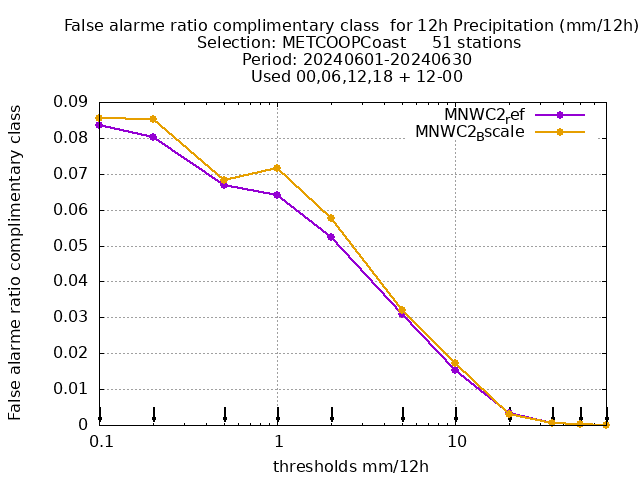 False alarme ratio complimentary class  for 12h Precipitation (mm/12h)
Selection: METCOOPCoast     51 stations
Period: 20240601-20240630
Used 00,06,12,18 + 12-00
MNWC2ref
MNWC2Bscale
False alarme ratio complimentary class
0.09
0.08
0.07
0.06
0.05
0.04
0.03
0.02
0.01
0
0.1
1
10
thresholds mm/12h